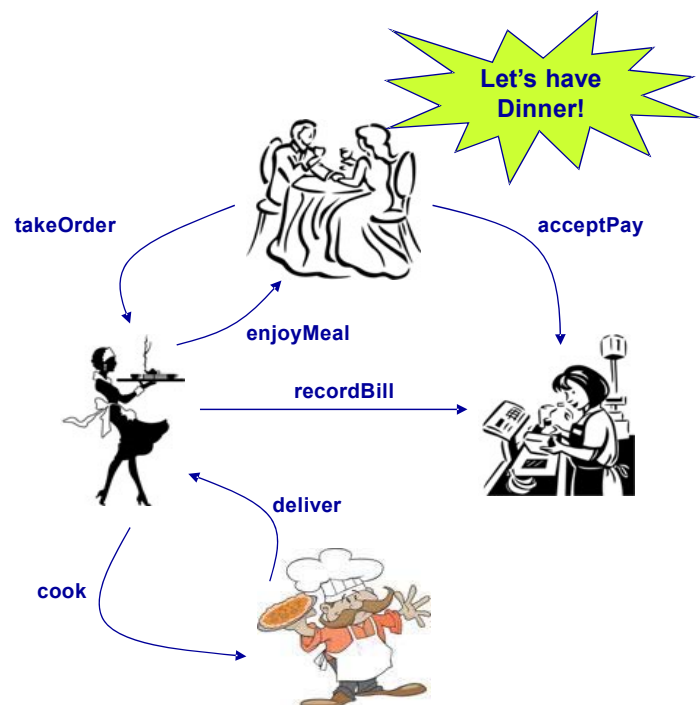 Let's have
Dinner!
takeOrder
acceptPay
enjoyMeal
recordBill
deliver
cook